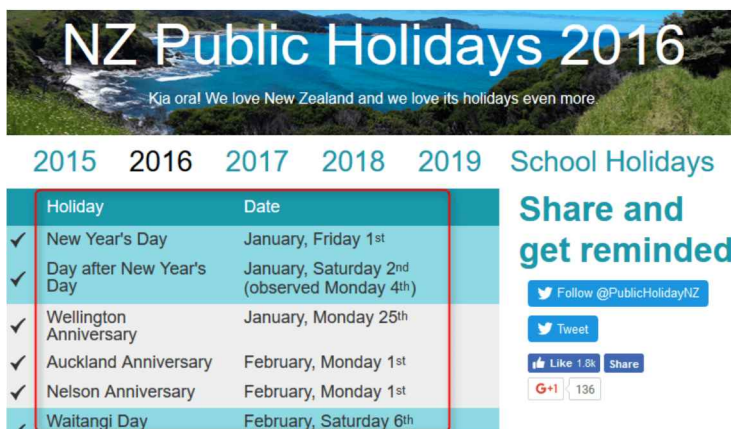 NZ Public Holidays 2016
Kia ora! We love New Zealand and we love its holidays even more.
2015 2016 2017 2018 2019 School Holidays
Holiday Date
New Year's Day January, Friday 1st
Day after New Year's January, Saturday 2nd
Day (observed Monday 4th)
Wellington January, Monday 25th
Anniversary
Auckland Anniversary February, Monday 1st
Nelson Anniversary February, Monday 1st
Waitangi Day February, Saturday 6th
Share and
get reminded
Follow @PublicHolidayNZ
Tweet
Like 1.8k Share
G+1 136